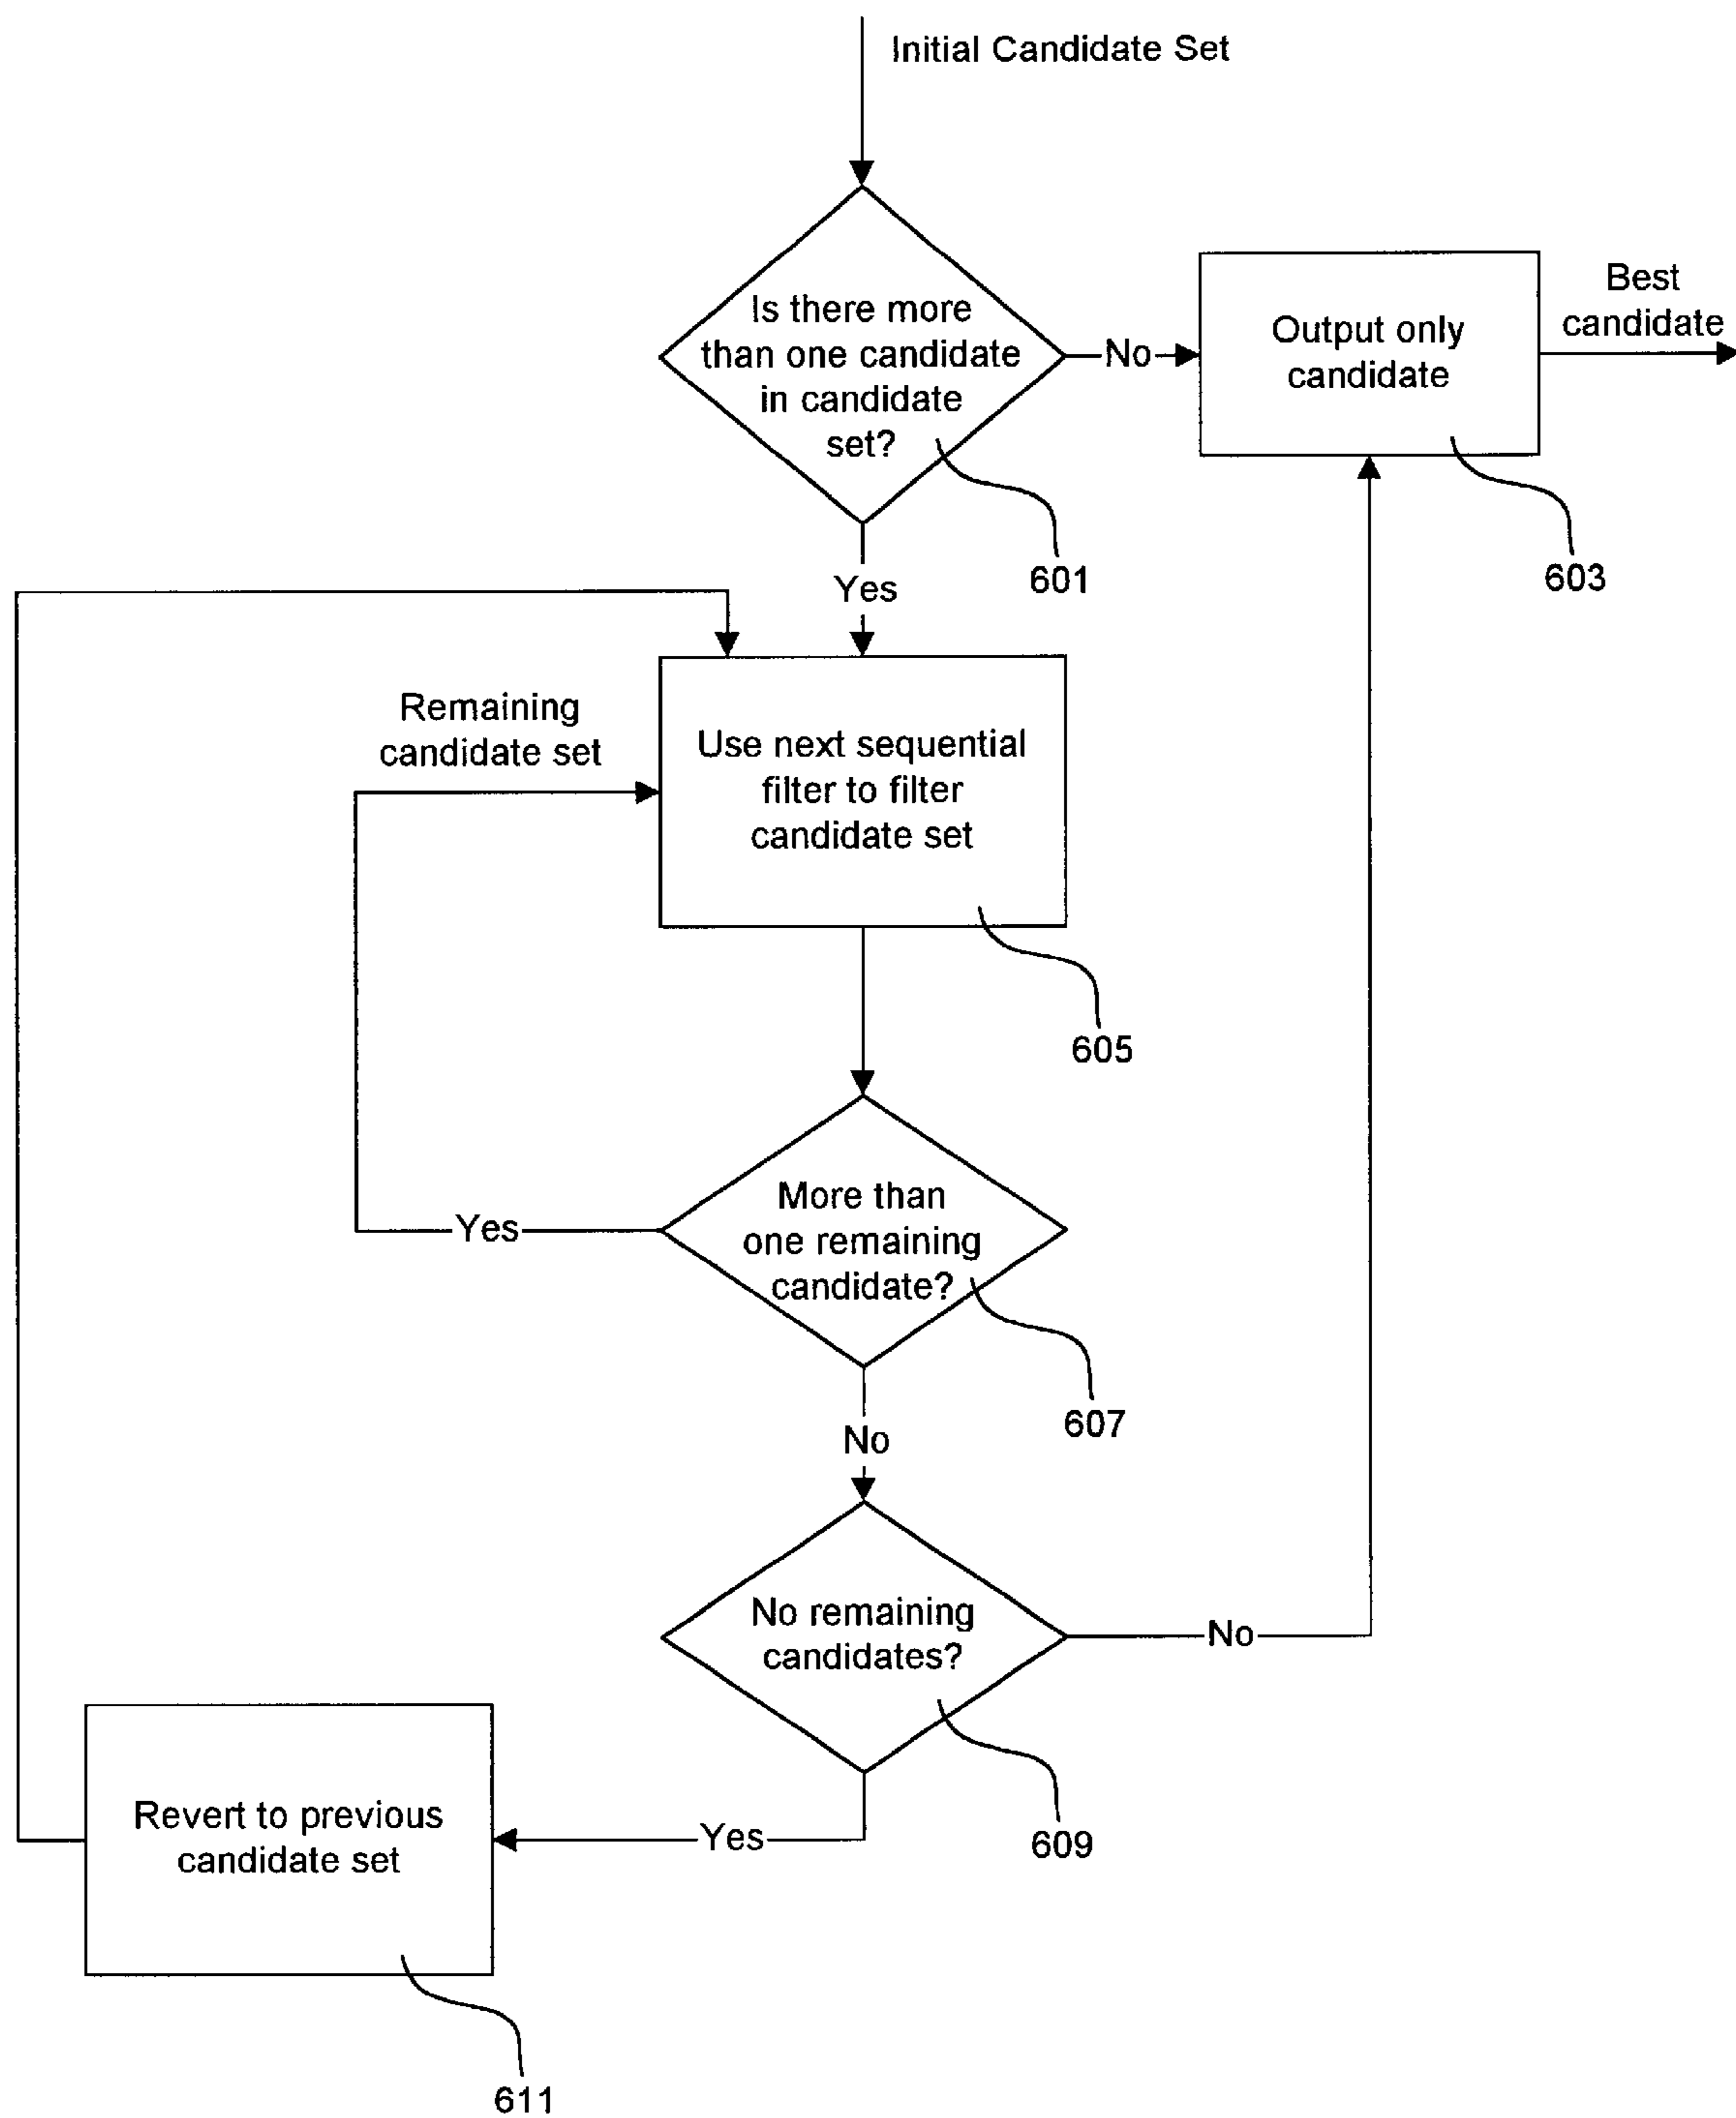 Initial Candidate Set
Is there more
than one candidate
in candidate
set?
No
Output only
candidate
Best
candidate
601
603
Yes
Remaining
candidate set
Use next sequential
filter to filter
candidate set
605
More than
one remaining
candidate?
Yes
607
No
No remaining
candidates?
No
609
Yes
Revert to previous
candidate set
611